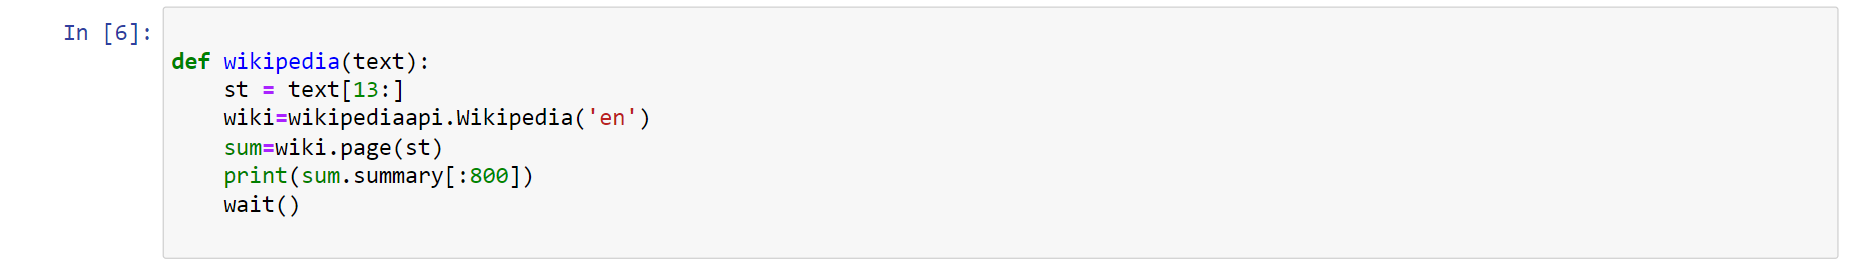 In [6]:
def wikipedia(text):
    st = text[13:]
    wiki=wikipediaapi.Wikipedia('en')
    sum=wiki.page(st)
    print(sum.summary[:800])
    wait()